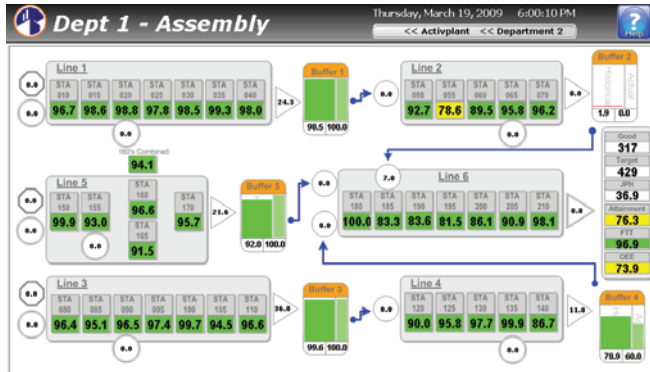 Dept 1 - Assembly
Thursday, March 19, 2009 6:00:10 PM
<< Activplant << Department 2
Help
Line 1
STA 010 STA 015 STA 020 STA 025 STA 030 STA 035 STA 040
96.7 98.6 98.8 97.8 98.5 99.3 98.0
0.0
0.0
0.0
24.3
Buffer 1
98.5 100.0
0.0
Line 2
STA 050 STA 055 STA 060 STA 065 STA 070
92.7 78.6 89.5 95.8 96.2
0.0
0.0
Buffer 2
Historical Actual
1.9 0.0
160's Combined
94.1
Line 5
STA 150 STA 155 STA 160 STA 170
99.9 93.0 96.6 95.7
STA 165
91.5
0.0
0.0
0.0
21.6
Buffer 5
92.0 100.0
0.0
0.0
7.0
Line 6
STA 180 STA 185 STA 190 STA 195 STA 200 STA 205 STA 210
100.0 83.3 83.6 81.5 86.1 90.9 98.1
0.0
Good
317
Target
429
JPH
36.9
Attainment
76.3
FTT
96.9
OEE
73.9
Line 3
STA 080 STA 085 STA 090 STA 095 STA 100 STA 105 STA 110
96.4 95.1 96.5 97.4 99.7 94.5 96.6
0.0
0.0
0.0
36.0
Buffer 3
99.6 100.0
0.0
Line 4
STA 120 STA 125 STA 130 STA 135 STA 140
90.0 95.8 97.7 99.9 86.7
0.0
11.0
Buffer 4
78.9 60.0